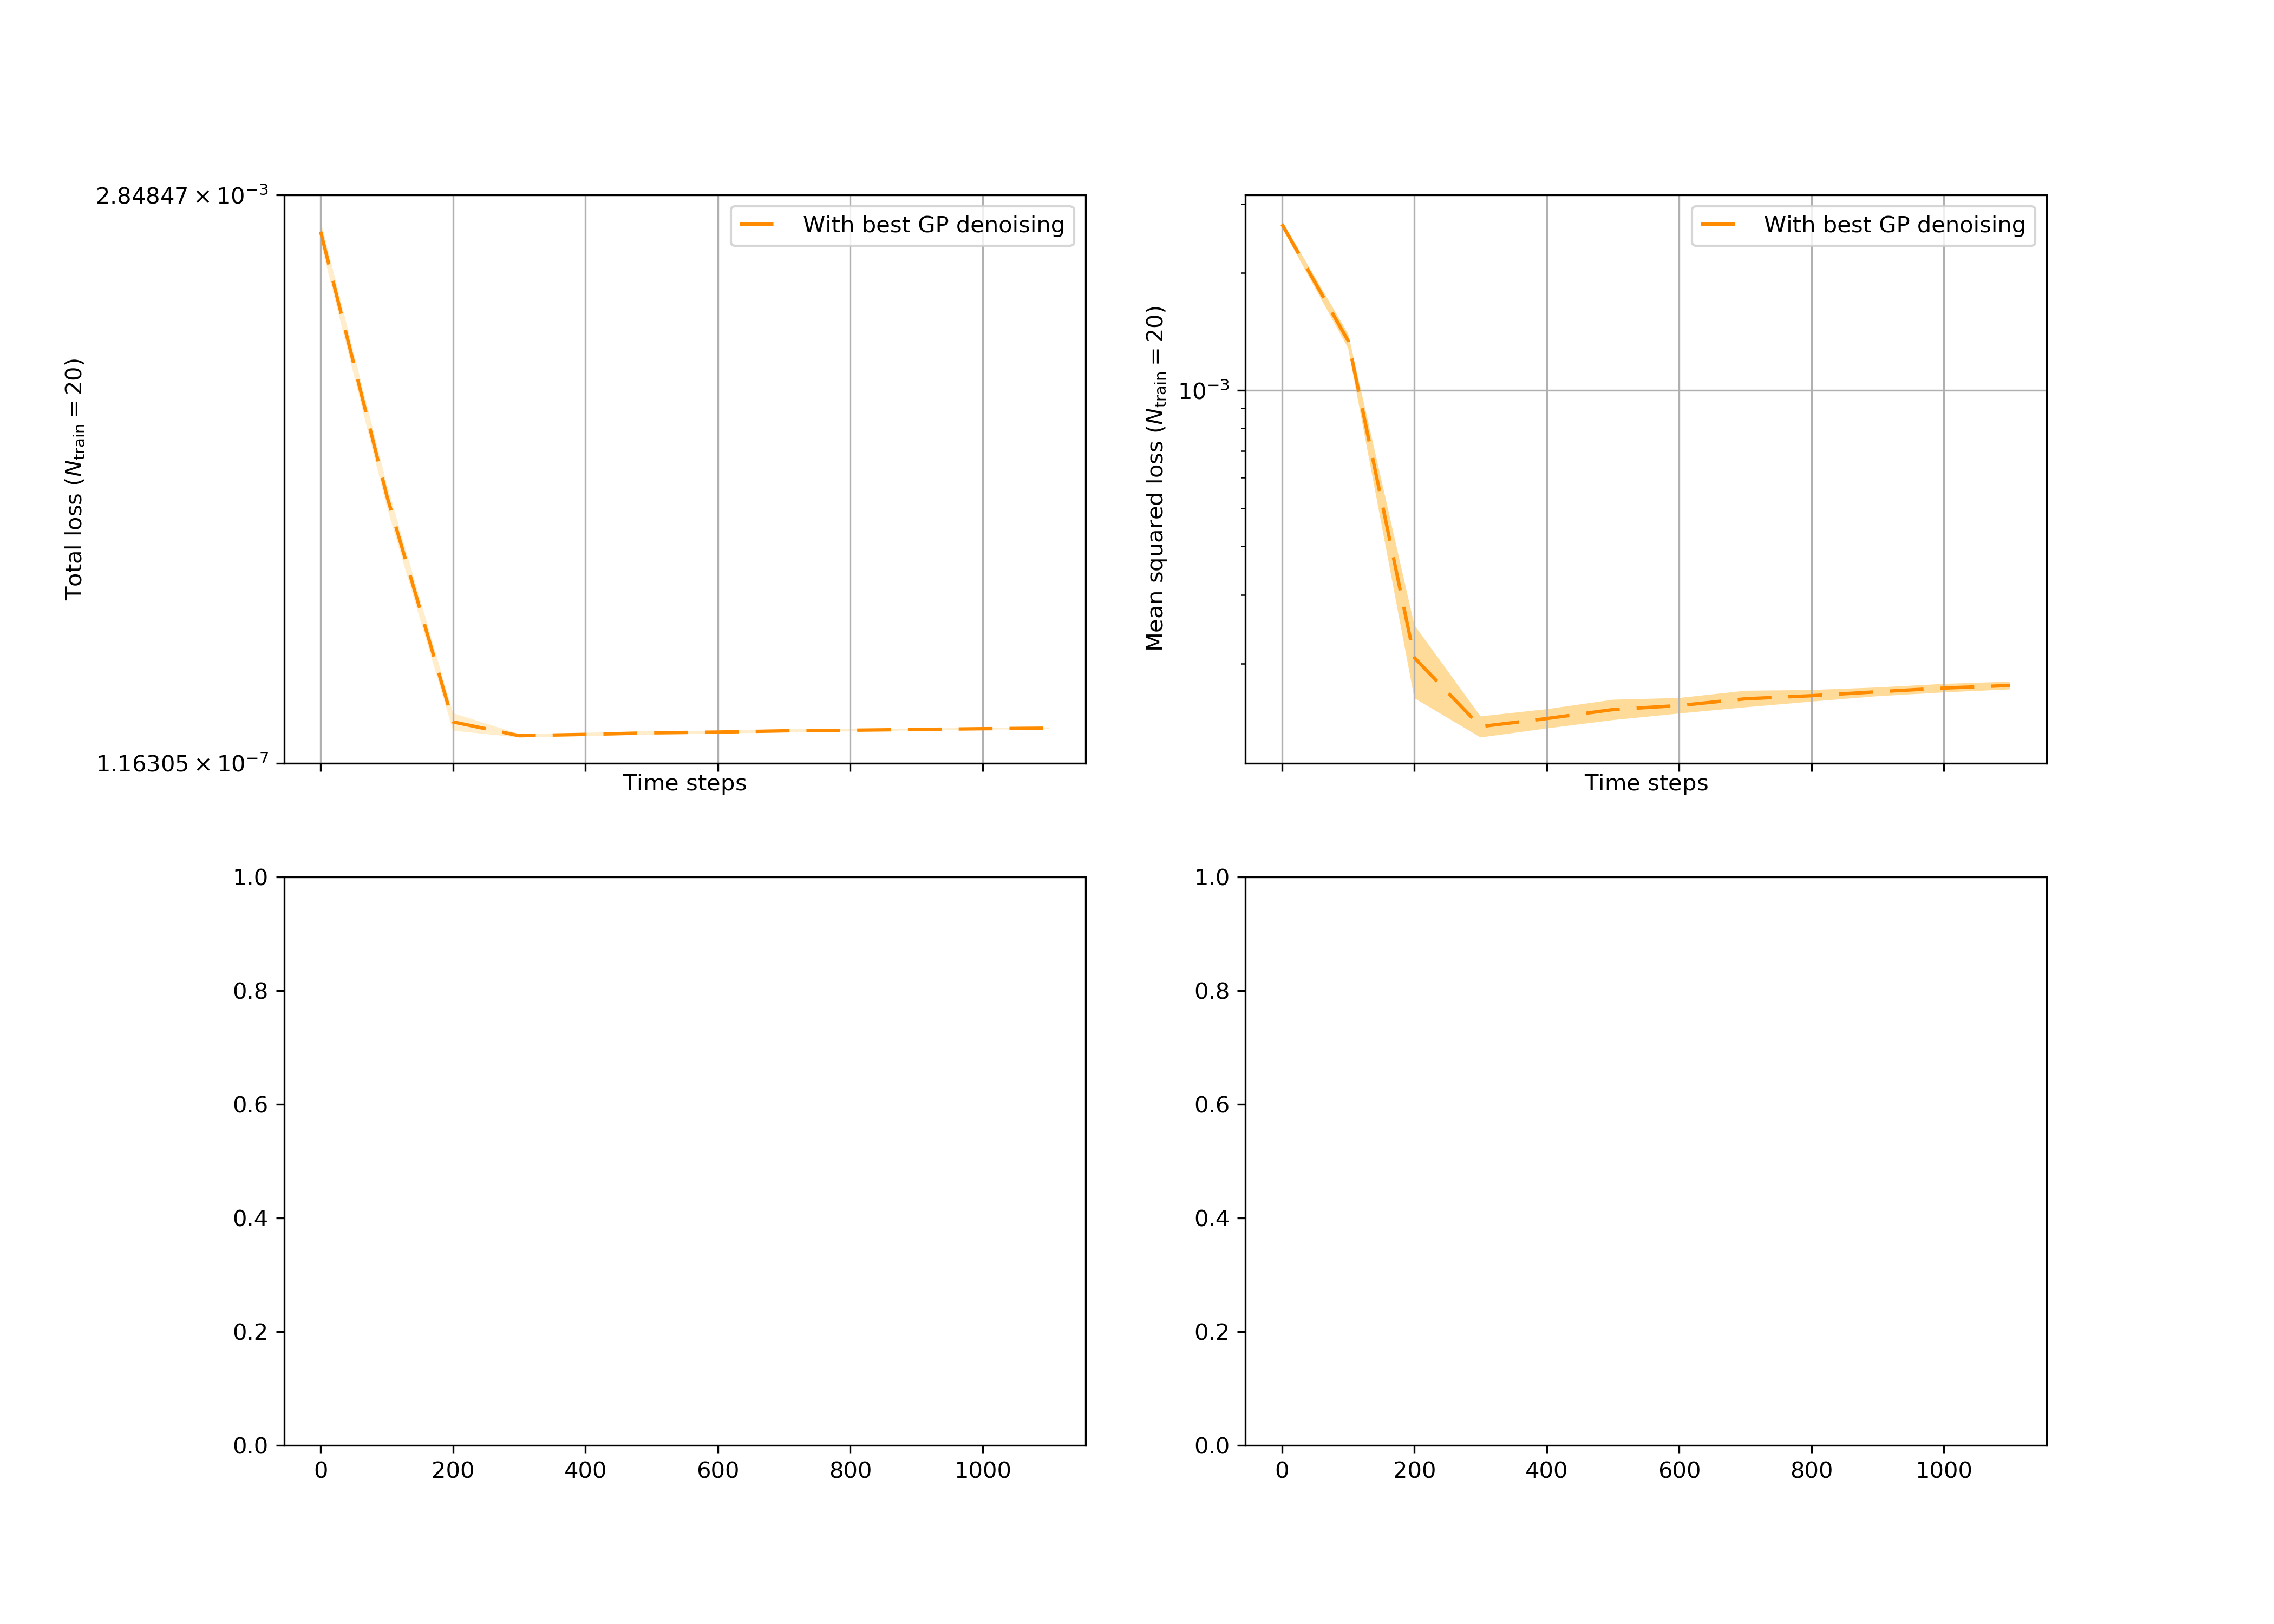 2.84847 × 10⁻³
1.16305 × 10⁻⁷
Total loss (N_train = 20)
With best GP denoising
Time steps
10⁻³
Mean squared loss (N_train = 20)
With best GP denoising
Time steps
1.0
0.8
0.6
0.4
0.2
0.0
0 200 400 600 800 1000
1.0
0.8
0.6
0.4
0.2
0.0
0 200 400 600 800 1000